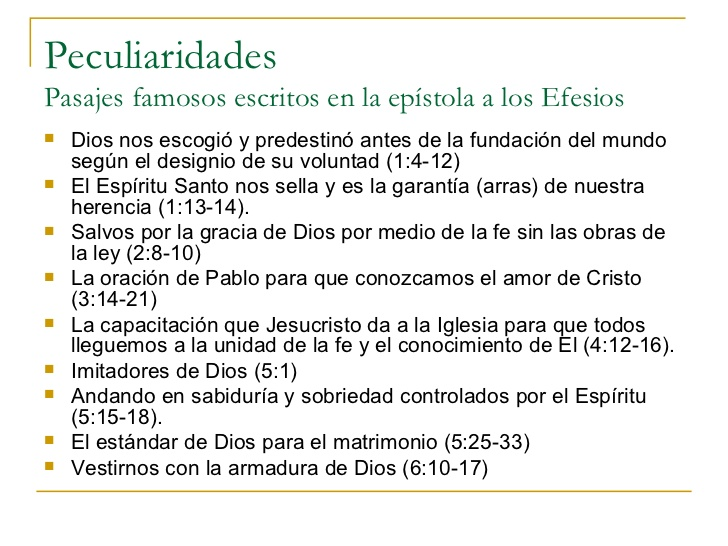 Peculiaridades
Pasajes famosos escritos en la epístola a los Efesios
Dios nos escogió y predestinó antes de la fundación del mundo
según el designio de su voluntad (1:4-12)
El Espíritu Santo nos sella y es la garantía (arras) de nuestra
herencia (1:13-14).
Salvos por la gracia de Dios por medio de la fe sin las obras de
la ley (2:8-10)
La oración de Pablo para que conozcamos el amor de Cristo
(3:14-21)
La capacitación que Jesucristo da a la Iglesia para que todos
lleguemos a la unidad de la fe y el conocimiento de El (4:12-16).
Imitadores de Dios (5:1)
Andando en sabiduría y sobriedad controlados por el Espíritu
(5:15-18).
El estándar de Dios para el matrimonio (5:25-33)
Vestirnos con la armadura de Dios (6:10-17)